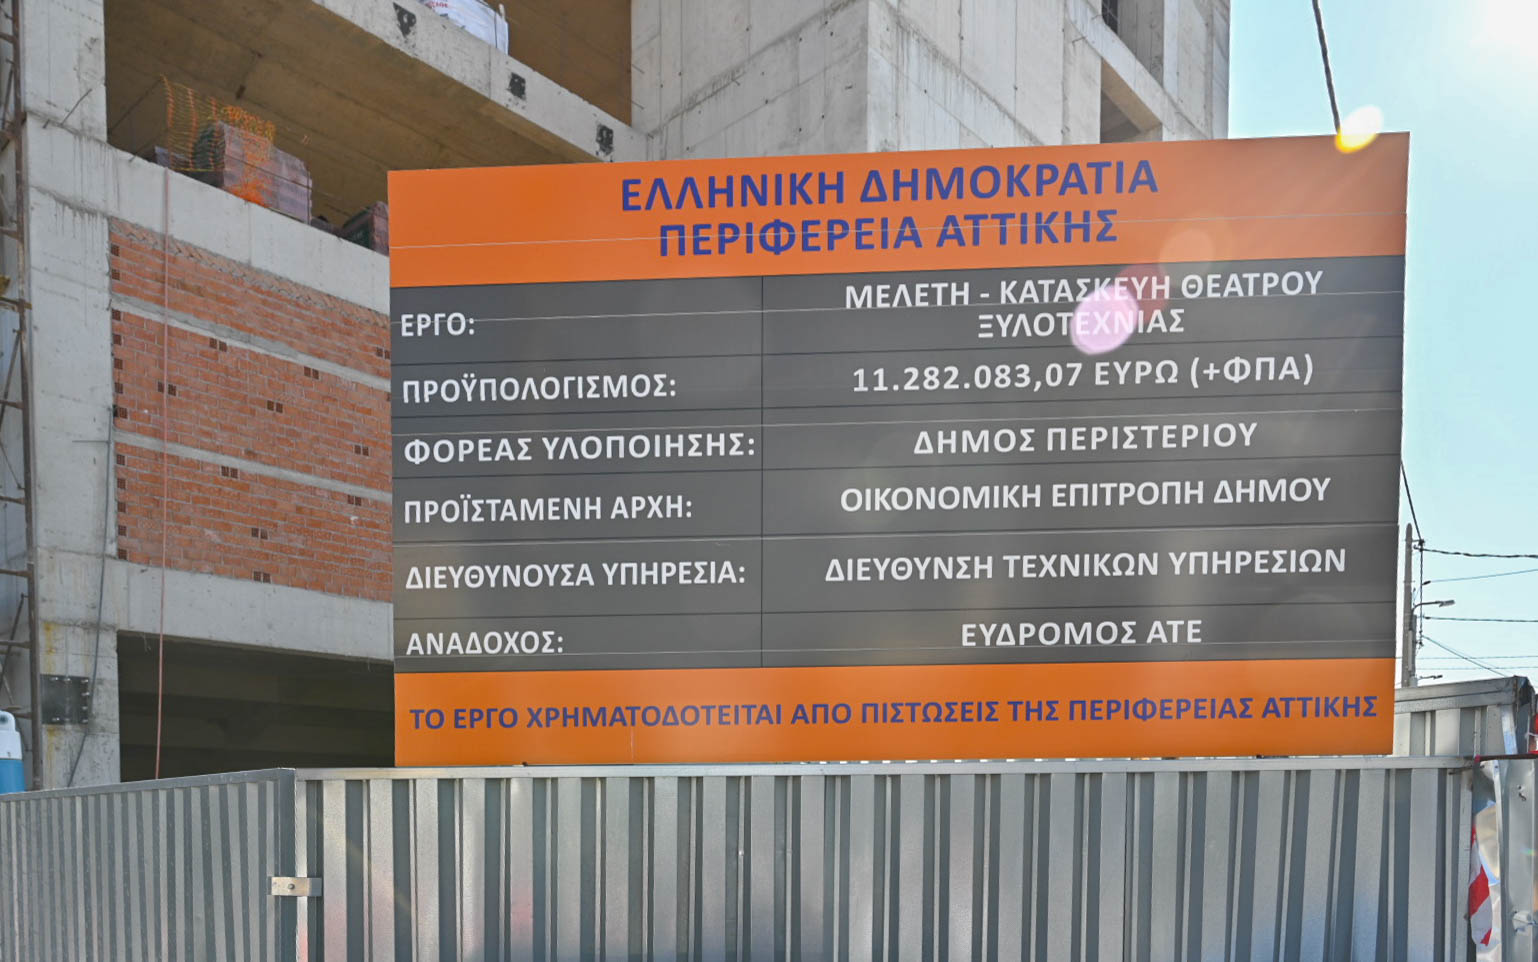 ΕΛΛΗΝΙΚΗ ΔΗΜΟΚΡΑΤΙΑ
ΠΕΡΙΦΕΡΕΙΑ ΑΤΤΙΚΗΣ
ΕΡΓΟ:
ΜΕΛΕΤΗ - ΚΑΤΑΣΚΕΥΗ ΘΕΑΤΡΟΥ
ΞΥΛΟΤΕΧΝΙΑΣ
ΠΡΟΫΠΟΛΟΓΙΣΜΟΣ:
11.282.083,07 ΕΥΡΩ (+ΦΠΑ)
ΦΟΡΕΑΣ ΥΛΟΠΟΙΗΣΗΣ:
ΔΗΜΟΣ ΠΕΡΙΣΤΕΡΙΟΥ
ΠΡΟΪΣΤΑΜΕΝΗ ΑΡΧΗ:
ΟΙΚΟΝΟΜΙΚΗ ΕΠΙΤΡΟΠΗ ΔΗΜΟΥ
ΔΙΕΥΘΥΝΟΥΣΑ ΥΠΗΡΕΣΙΑ:
ΔΙΕΥΘΥΝΣΗ ΤΕΧΝΙΚΩΝ ΥΠΗΡΕΣΙΩΝ
ΑΝΑΔΟΧΟΣ:
ΕΥΔΡΟΜΟΣ ΑΤΕ
ΤΟ ΕΡΓΟ ΧΡΗΜΑΤΟΔΟΤΕΙΤΑΙ ΑΠΟ ΠΙΣΤΩΣΕΙΣ ΤΗΣ ΠΕΡΙΦΕΡΕΙΑΣ ΑΤΤΙΚΗΣ